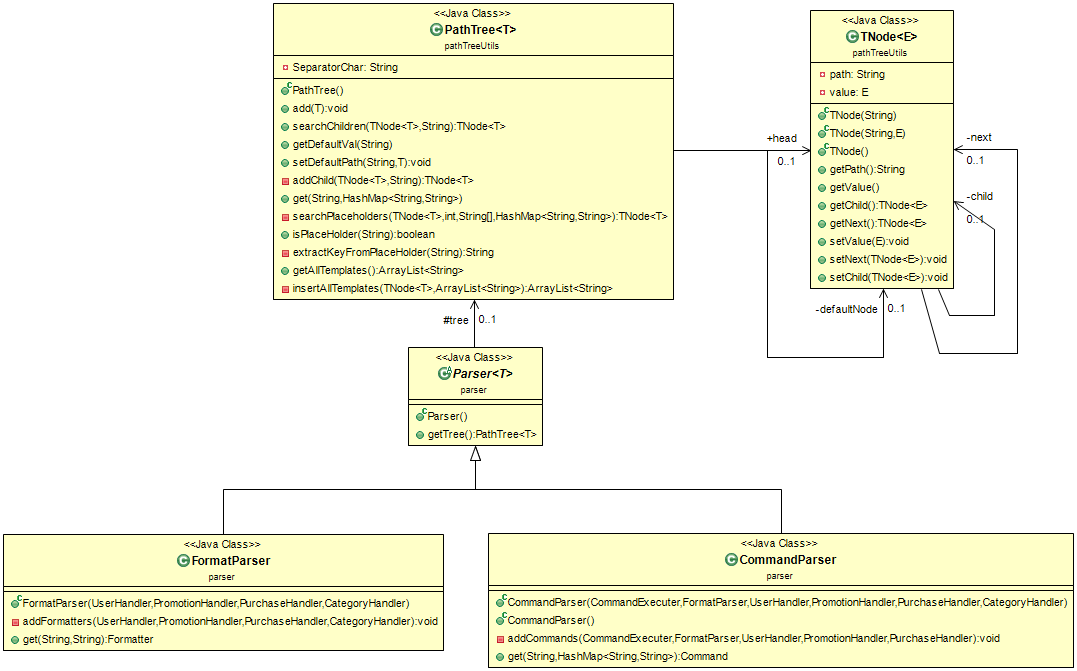 <<Java Class>>
PathTree<T>
pathTreeUtils
SeparatorChar: String
PathTree()
add(T):void
searchChildren(TNode<T>,String):TNode<T>
getDefaultVal(String)
setDefaultPath(String,T):void
addChild(TNode<T>,String):TNode<T>
get(String,HashMap<String,String>)
searchPlaceholders(TNode<T>,int,String[],HashMap<String,String>):TNode<T>
isPlaceHolder(String):boolean
extractKeyFromPlaceHolder(String):String
getAllTemplates():ArrayList<String>
insertAllTemplates(TNode<T>,ArrayList<String>):ArrayList<String>
+head
0..1
<<Java Class>>
TNode<E>
pathTreeUtils
path: String
value: E
TNode(String)
TNode(String,E)
TNode()
getPath():String
getValue()
getChild():TNode<E>
getNext():TNode<E>
setValue(E):void
setNext(TNode<E>):void
setChild(TNode<E>):void
-next
0..1
-child
0..1
-defaultNode
0..1
#tree
0..1
<<Java Class>>
Parser<T>
parser
Parser()
getTree():PathTree<T>
<<Java Class>>
FormatParser
parser
FormatParser(UserHandler,PromotionHandler,PurchaseHandler,CategoryHandler)
addFormatters(UserHandler,PromotionHandler,PurchaseHandler,CategoryHandler):void
get(String,String):Formatter
<<Java Class>>
CommandParser
parser
CommandParser(CommandExecuter,FormatParser,UserHandler,PromotionHandler,PurchaseHandler,CategoryHandler)
CommandParser()
addCommands(CommandExecuter,FormatParser,UserHandler,PromotionHandler,PurchaseHandler):void
get(String,HashMap<String,String>):Command